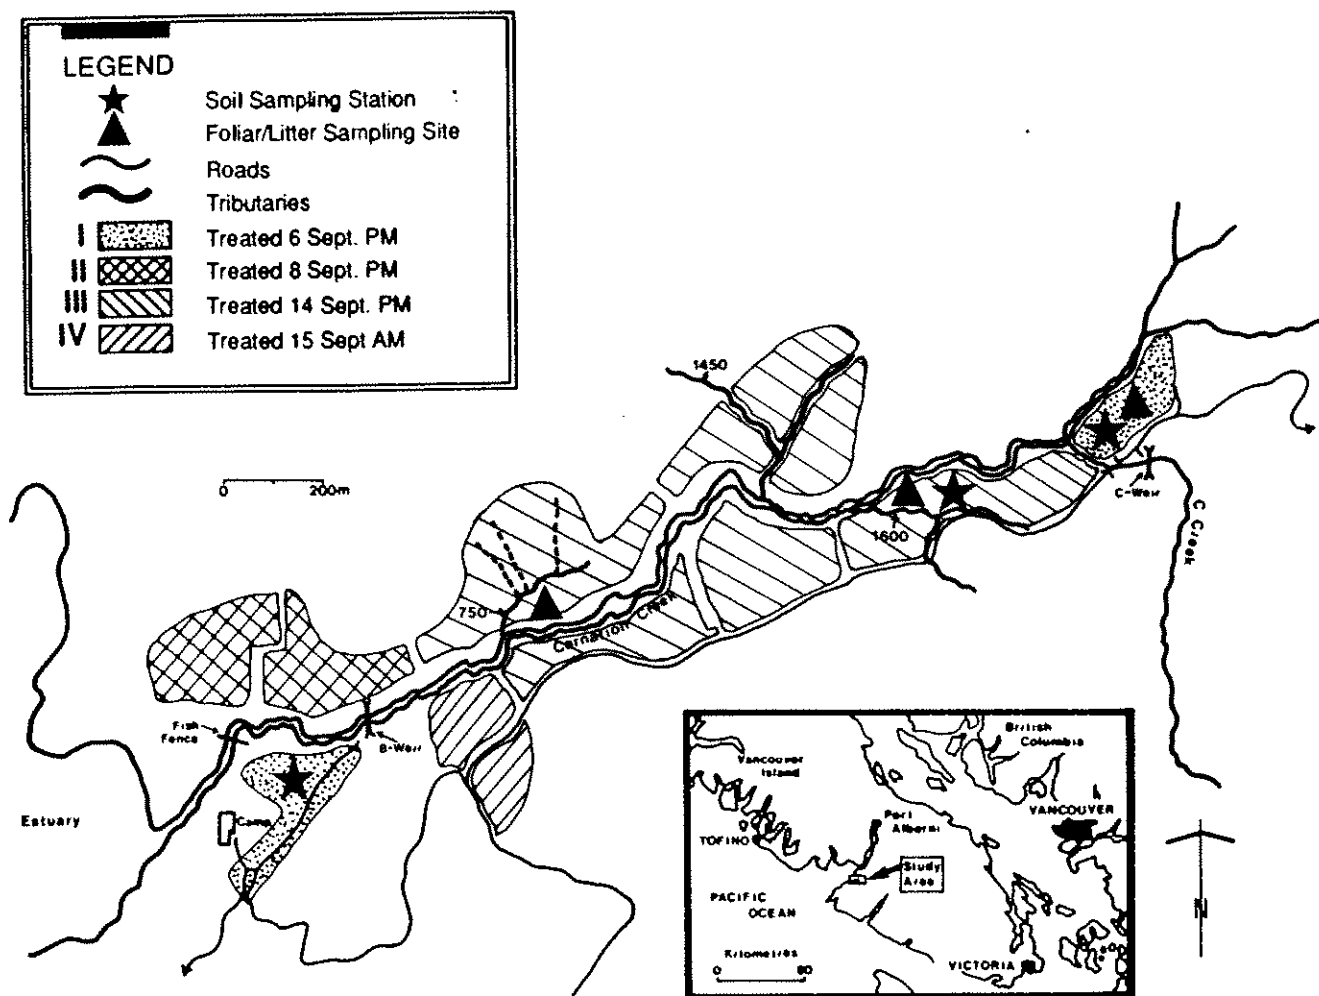 LEGEND
Soil Sampling Station
Foliar/Litter Sampling Site
Roads
Tributaries
I Treated 6 Sept. PM
II Treated 8 Sept. PM
III Treated 14 Sept. PM
IV Treated 15 Sept AM
1450
0 200m
C-Weir
C Creek
1600
750
Carnation Creek
Fish
Fence
B-Weir
Estuary
Camp
British
Columbia
Vancouver
Island
VANCOUVER
Port
Alberni
TOFINO
Study
Area
PACIFIC
OCEAN
Kilometres
0 80
VICTORIA
N